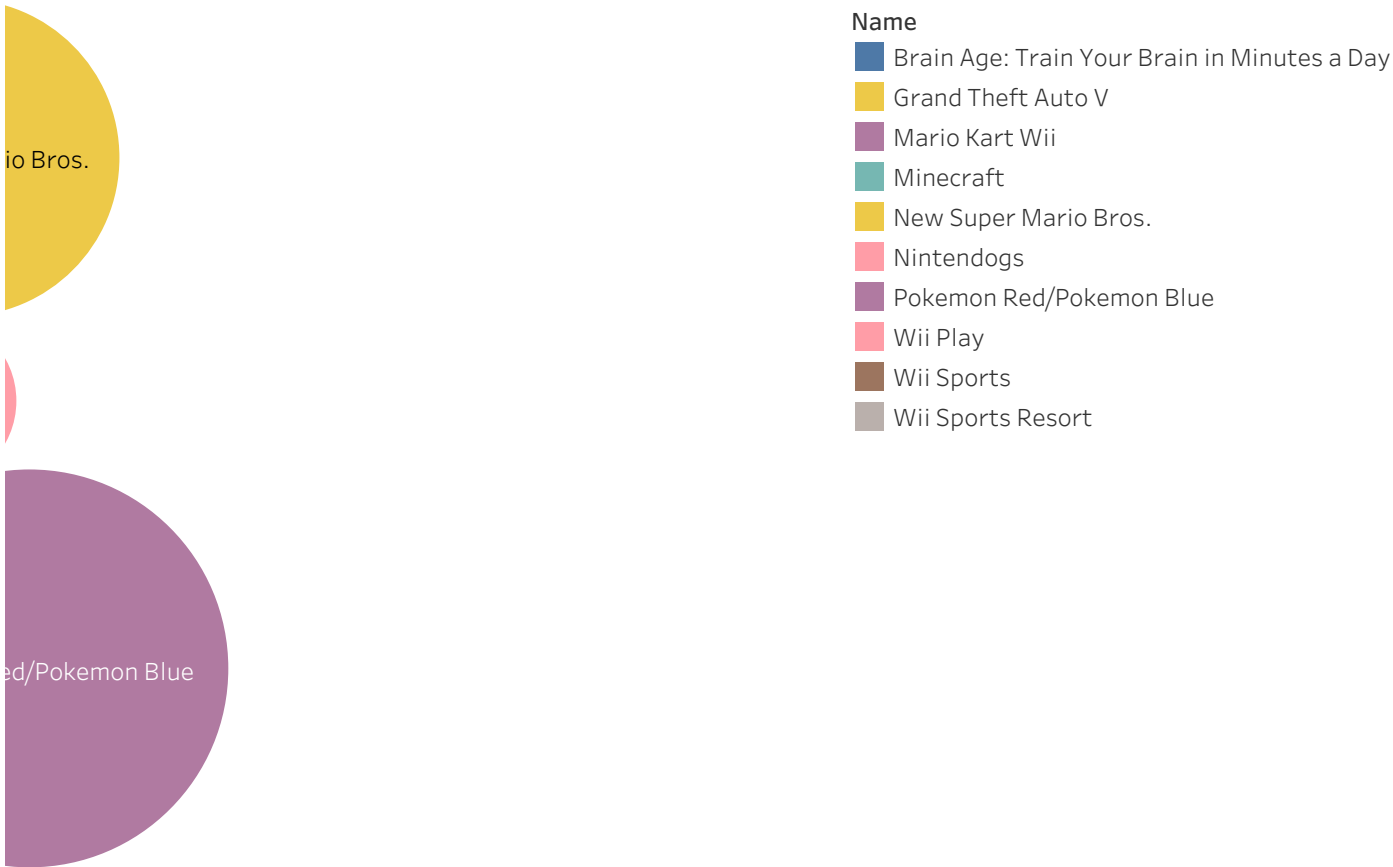 io Bros.
ed/Pokemon Blue
Name
Brain Age: Train Your Brain in Minutes a Day
Grand Theft Auto V
Mario Kart Wii
Minecraft
New Super Mario Bros.
Nintendogs
Pokemon Red/Pokemon Blue
Wii Play
Wii Sports
Wii Sports Resort